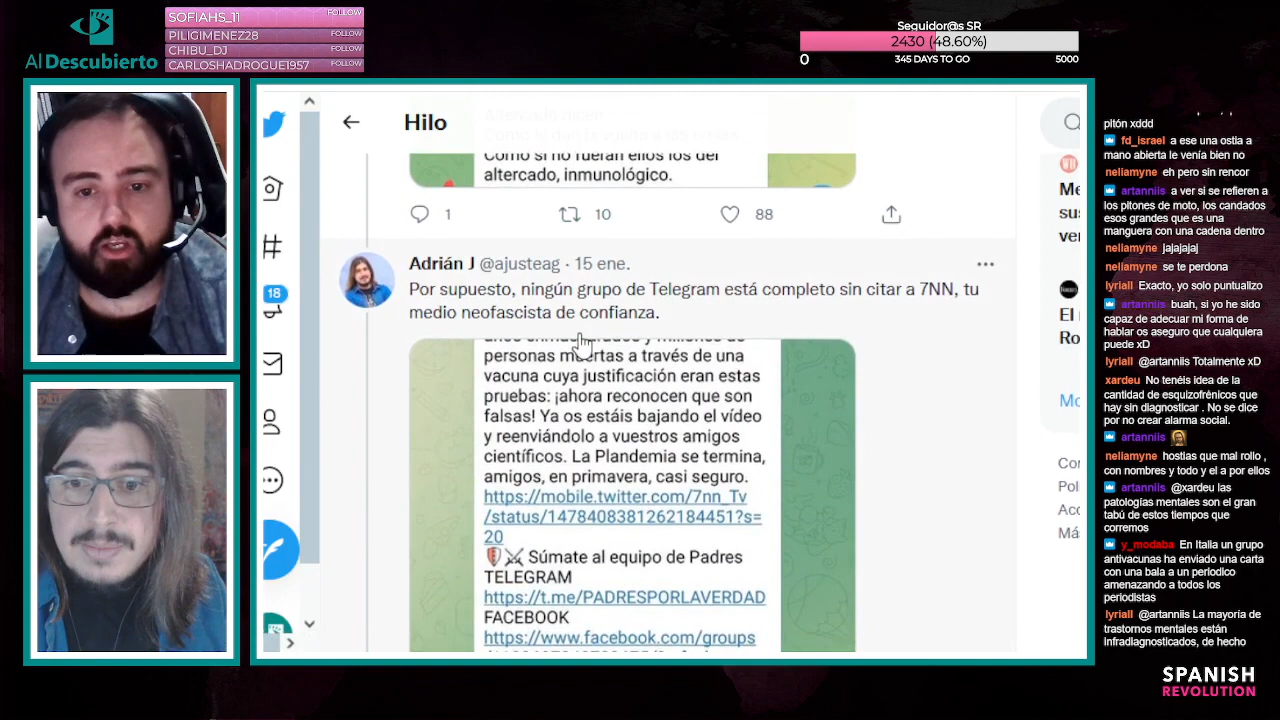 Al Descubierto
SOFIAHS_11 FOLLOW
PILIGIMENEZ28 FOLLOW
CHIBU_DJ FOLLOW
CARLOSHADROGUE1957 FOLLOW
Seguidor@s SR
2430 (48.60%)
0 345 DAYS TO GO 5000
Hilo
Como si no fueran ellos los del
altercado, inmunológico.
1 10 88
Adrián J @ajusteag · 15 ene.
Por supuesto, ningún grupo de Telegram está completo sin citar a 7NN, tu
medio neofascista de confianza.
personas muertas a través de una
vacuna cuya justificación eran estas
pruebas: ¡ahora reconocen que son
falsas! Ya os estáis bajando el vídeo
y reenviándolo a vuestros amigos
científicos. La Plandemia se termina,
amigos, en primavera, casi seguro.
https://mobile.twitter.com/7nn_Tv
/status/1478408381262184451?s=
20
Súmate al equipo de Padres
TELEGRAM
https://t.me/PADRESPORLAVERDAD
FACEBOOK
https://www.facebook.com/groups
18
Me
sus
ver
El
Ro
Mo
Con
Pol
Acc
Má
pitón xddd
fd_israel a ese una ostia a
mano abierta le venía bien no
neliamyne eh pero sin rencor
artanniis a ver si se refieren a
los pitones de moto, los candados
esos grandes que es una
manguera con una cadena dentro
neliamyne jajajajaj
neliamyne se te perdona
lyriall Exacto, yo solo puntualizo
artanniis buah, si yo he sido
capaz de adecuar mi forma de
hablar os aseguro que cualquiera
puede xD
lyriall @artanniis Totalmente xD
xardeu No tenéis idea de la
cantidad de esquizofrénicos que
hay sin diagnosticar . No se dice
por no crear alarma social.
artanniis
neliamyne hostias que mal rollo ,
con nombres y todo y el a por ellos
artanniis @xardeu las
patologías mentales son el gran
tabú de estos tiempos que
corremos
y_modaba En Italia un grupo
antivacunas ha enviado una carta
con una bala a un periodico
amenazando a todos los
periodistas
lyriall @artanniis La mayoría de
trastornos mentales están
infradiagnosticados, de hecho
SPANISH
REVOLUTION